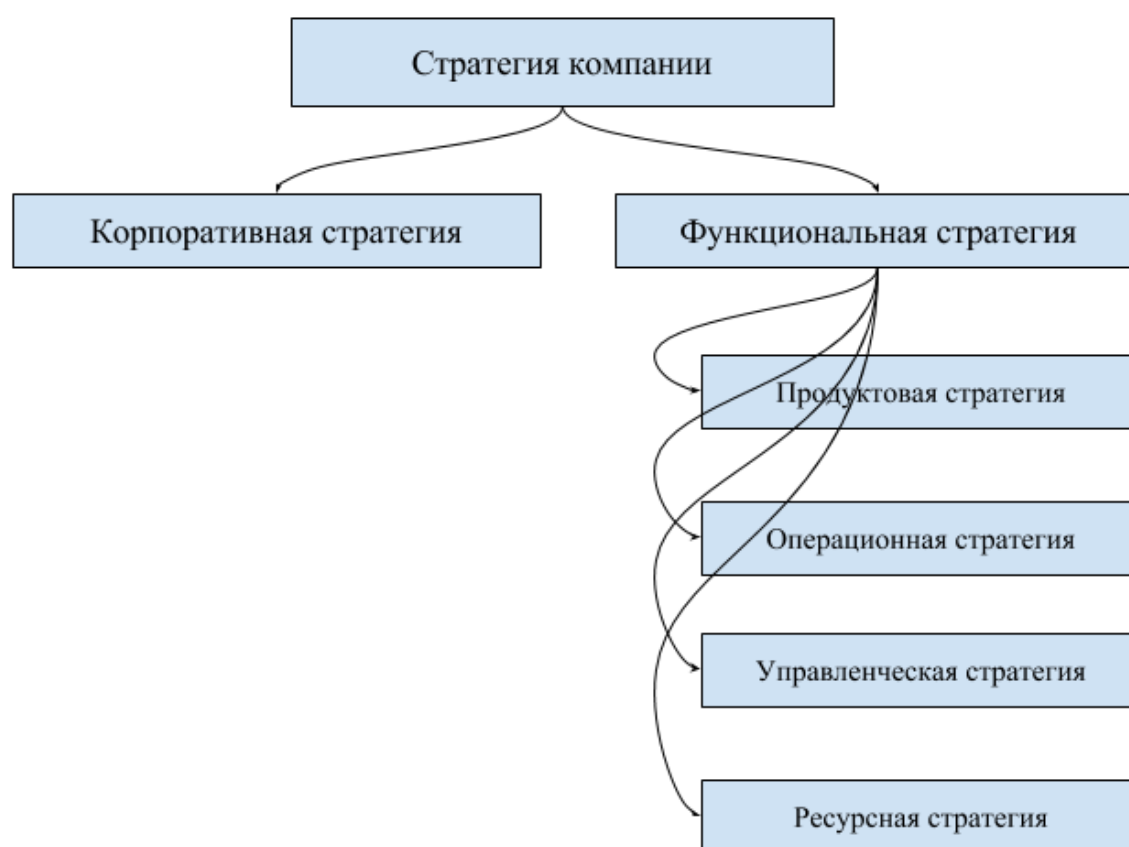 Стратегия компании
Корпоративная стратегия
Функциональная стратегия
Продуктовая стратегия
Операционная стратегия
Управленческая стратегия
Ресурсная стратегия